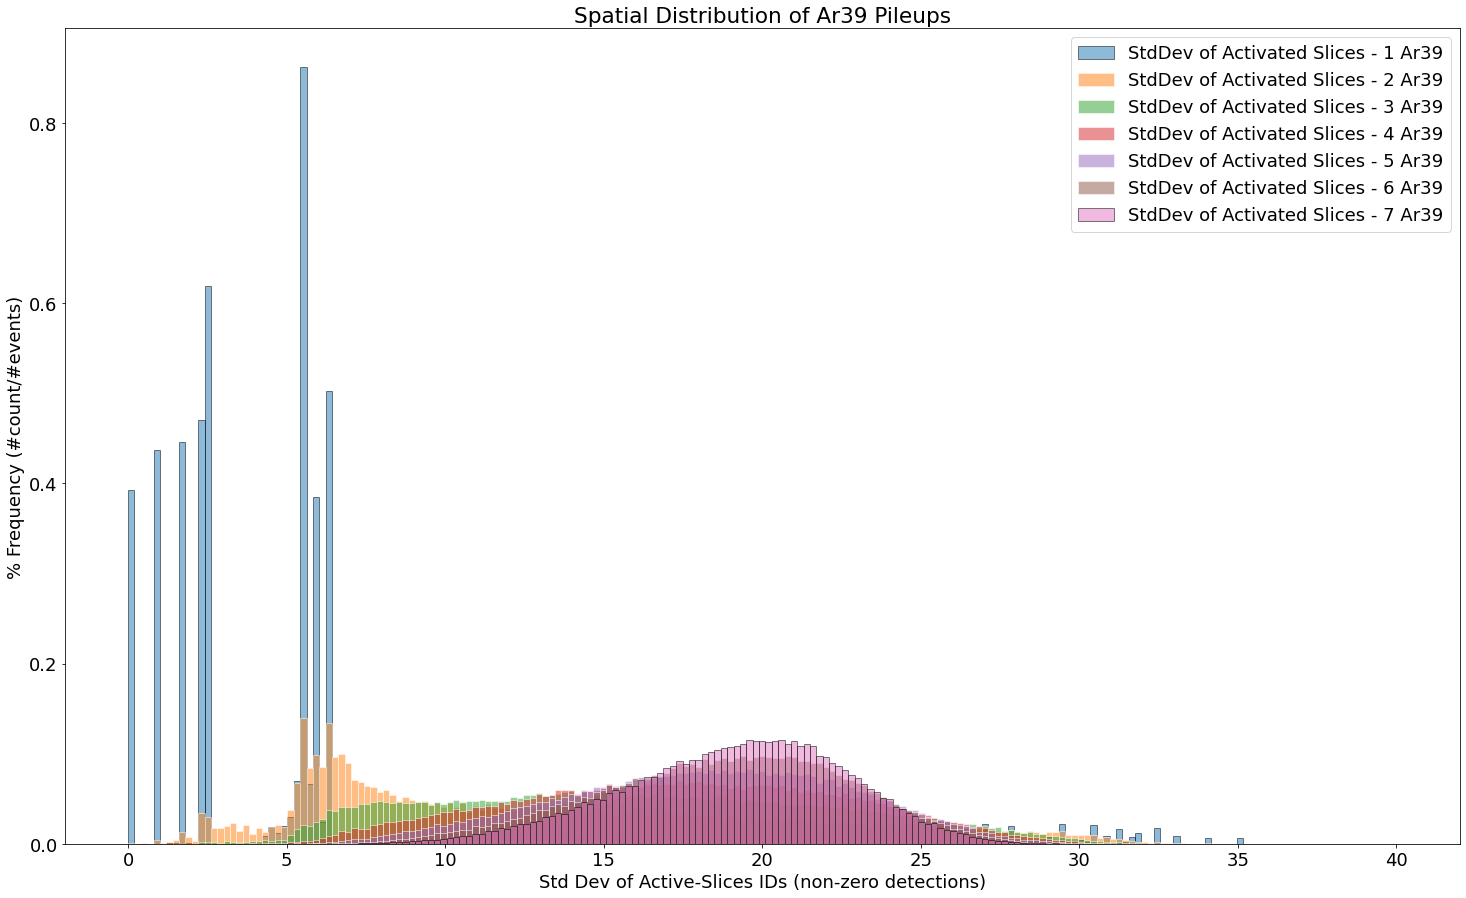 Spatial Distribution of Ar39 Pileups
StdDev of Activated Slices - 1 Ar39
StdDev of Activated Slices - 2 Ar39
StdDev of Activated Slices - 3 Ar39
StdDev of Activated Slices - 4 Ar39
StdDev of Activated Slices - 5 Ar39
StdDev of Activated Slices - 6 Ar39
StdDev of Activated Slices - 7 Ar39
% Frequency (#count/#events)
0.8
0.6
0.4
0.2
0.0
0 5 10 15 20 25 30 35 40
Std Dev of Active-Slices IDs (non-zero detections)